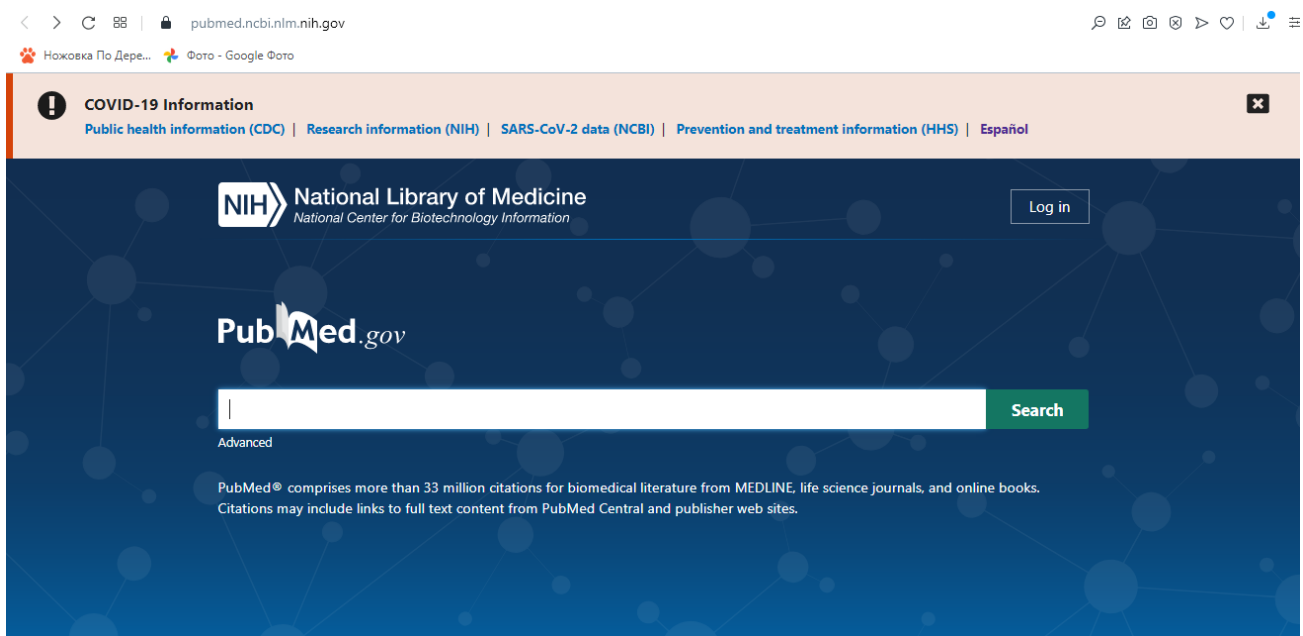 pubmed.ncbi.nlm.nih.gov
Ножовка По Дере... Фото - Google Фото
COVID-19 Information
Public health information (CDC) | Research information (NIH) | SARS-CoV-2 data (NCBI) | Prevention and treatment information (HHS) | Español
NIH National Library of Medicine
National Center for Biotechnology Information
Log in
PubMed.gov
Search
Advanced
PubMed® comprises more than 33 million citations for biomedical literature from MEDLINE, life science journals, and online books.
Citations may include links to full text content from PubMed Central and publisher web sites.